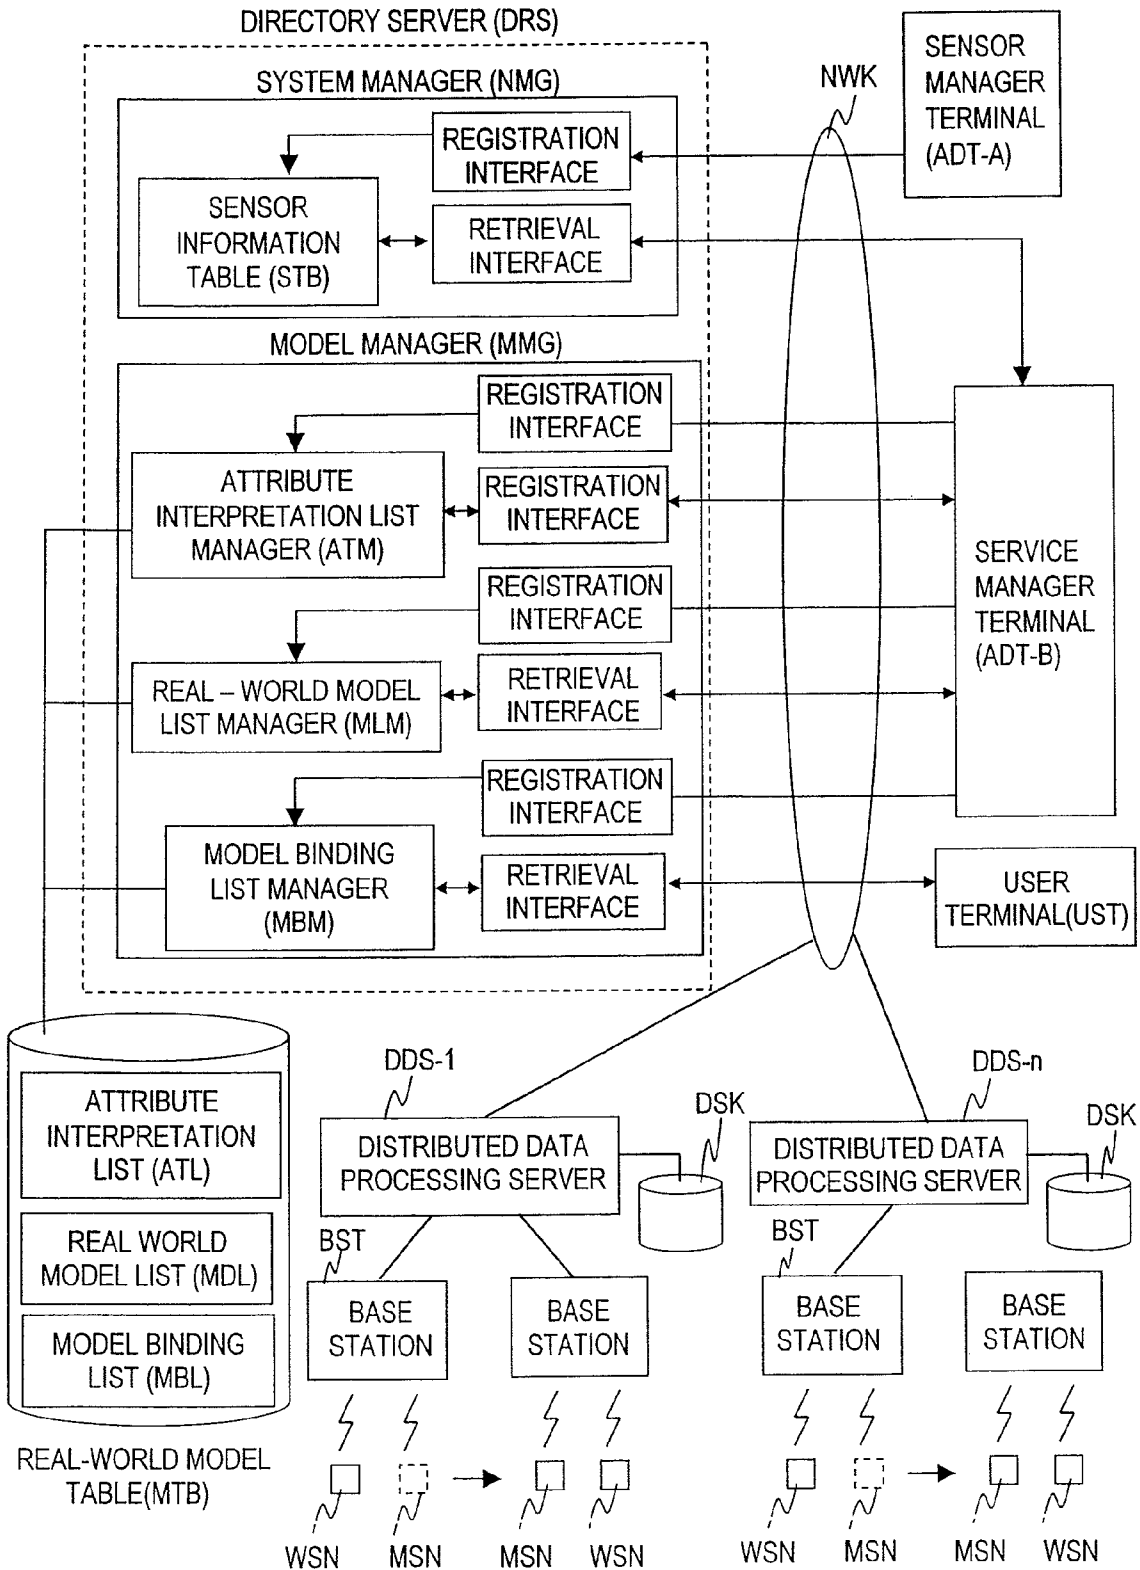 DIRECTORY SERVER (DRS)
SYSTEM MANAGER (NMG)
REGISTRATION
INTERFACE
SENSOR
INFORMATION
TABLE (STB)
RETRIEVAL
INTERFACE
NWK
SENSOR
MANAGER
TERMINAL
(ADT-A)
MODEL MANAGER (MMG)
REGISTRATION
INTERFACE
ATTRIBUTE
INTERPRETATION LIST
MANAGER (ATM)
REGISTRATION
INTERFACE
REGISTRATION
INTERFACE
REAL – WORLD MODEL
LIST MANAGER (MLM)
RETRIEVAL
INTERFACE
REGISTRATION
INTERFACE
MODEL BINDING
LIST MANAGER
(MBM)
RETRIEVAL
INTERFACE
SERVICE
MANAGER
TERMINAL
(ADT-B)
USER
TERMINAL(UST)
ATTRIBUTE
INTERPRETATION
LIST (ATL)
REAL WORLD
MODEL LIST (MDL)
MODEL BINDING
LIST (MBL)
REAL-WORLD MODEL
TABLE(MTB)
DDS-1
DISTRIBUTED DATA
PROCESSING SERVER
DSK
BST
BASE
STATION
BASE
STATION
WSN
MSN
MSN
WSN
DDS-n
DISTRIBUTED DATA
PROCESSING SERVER
DSK
BST
BASE
STATION
BASE
STATION
WSN
MSN
MSN
WSN